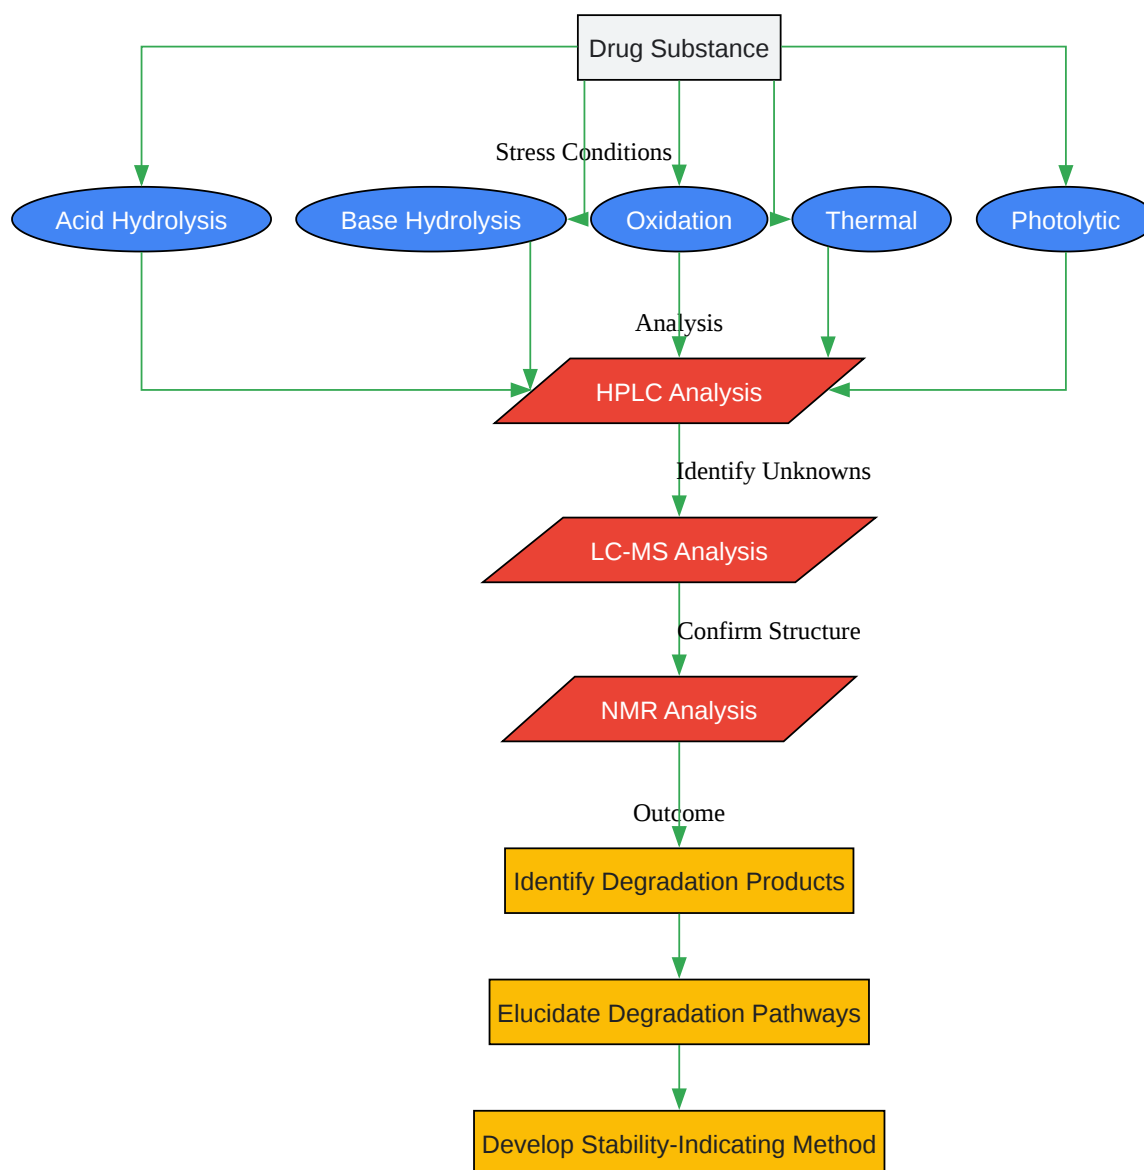 Drug Substance
Stress Conditions
Acid Hydrolysis
Base Hydrolysis
Oxidation
Thermal
Photolytic
Analysis
HPLC Analysis
Identify Unknowns
LC-MS Analysis
Confirm Structure
NMR Analysis
Outcome
Identify Degradation Products
Elucidate Degradation Pathways
Develop Stability-Indicating Method